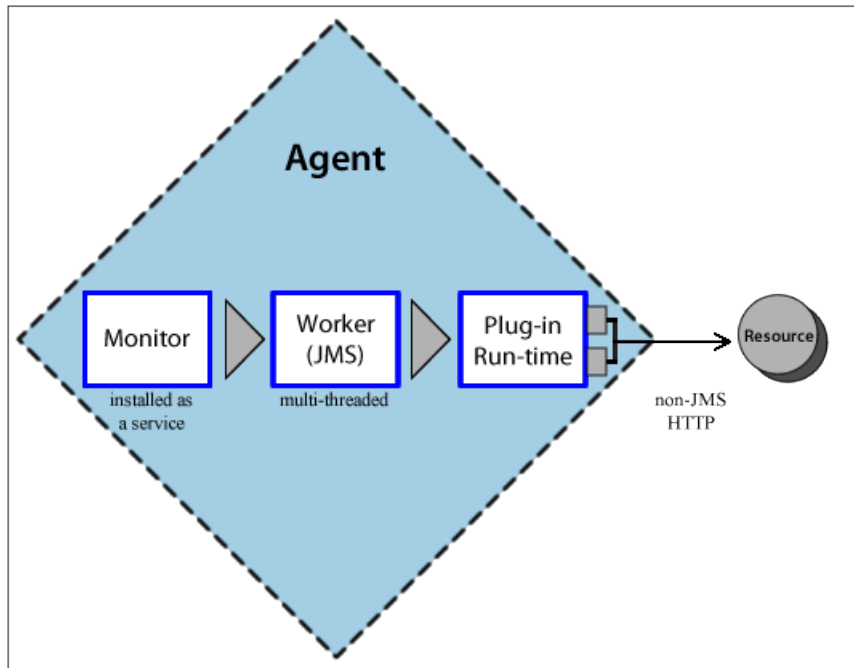 Agent
Monitor
installed as
a service
Worker
(JMS)
multi-threaded
Plug-in
Run-time
non-JMS
HTTP
Resource